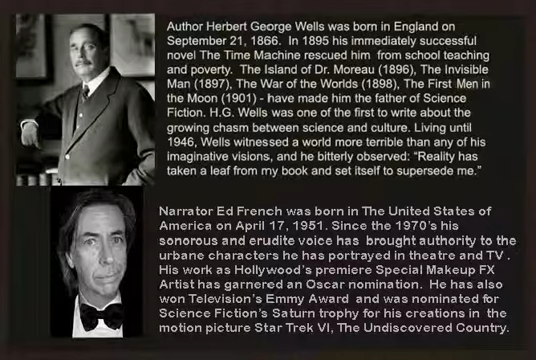 Author Herbert George Wells was born in England on
September 21, 1866.  In 1895 his immediately successful
novel The Time Machine rescued him  from school teaching
and poverty.  The Island of Dr. Moreau (1896), The Invisible
Man (1897), The War of the Worlds (1898), The First Men in
the Moon (1901) - have made him the father of Science
Fiction. H.G. Wells was one of the first to write about the
growing chasm between science and culture. Living until
1946, Wells witnessed a world more terrible than any of his
imaginative visions, and he bitterly observed: “Reality has
taken a leaf from my book and set itself to supersede me.”
Narrator Ed French was born in The United States of
America on April 17, 1951. Since the 1970's his
sonorous and erudite voice has  brought authority to the
urbane characters he has portrayed in theatre and TV .
His work as Hollywood's premiere Special Makeup FX
Artist has garnered an Oscar nomination.  He has also
won Television's Emmy Award  and was nominated for
Science Fiction's Saturn trophy for his creations in  the
motion picture Star Trek VI, The Undiscovered Country.